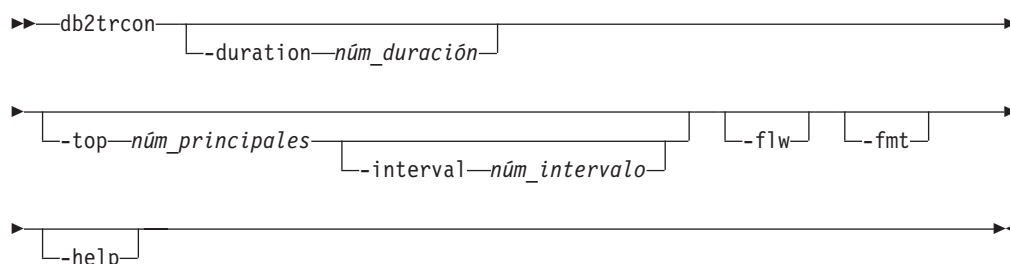 db2trcon
-duration núm_duración
-top núm_principales -flw -fmt
-interval núm_intervalo
-help